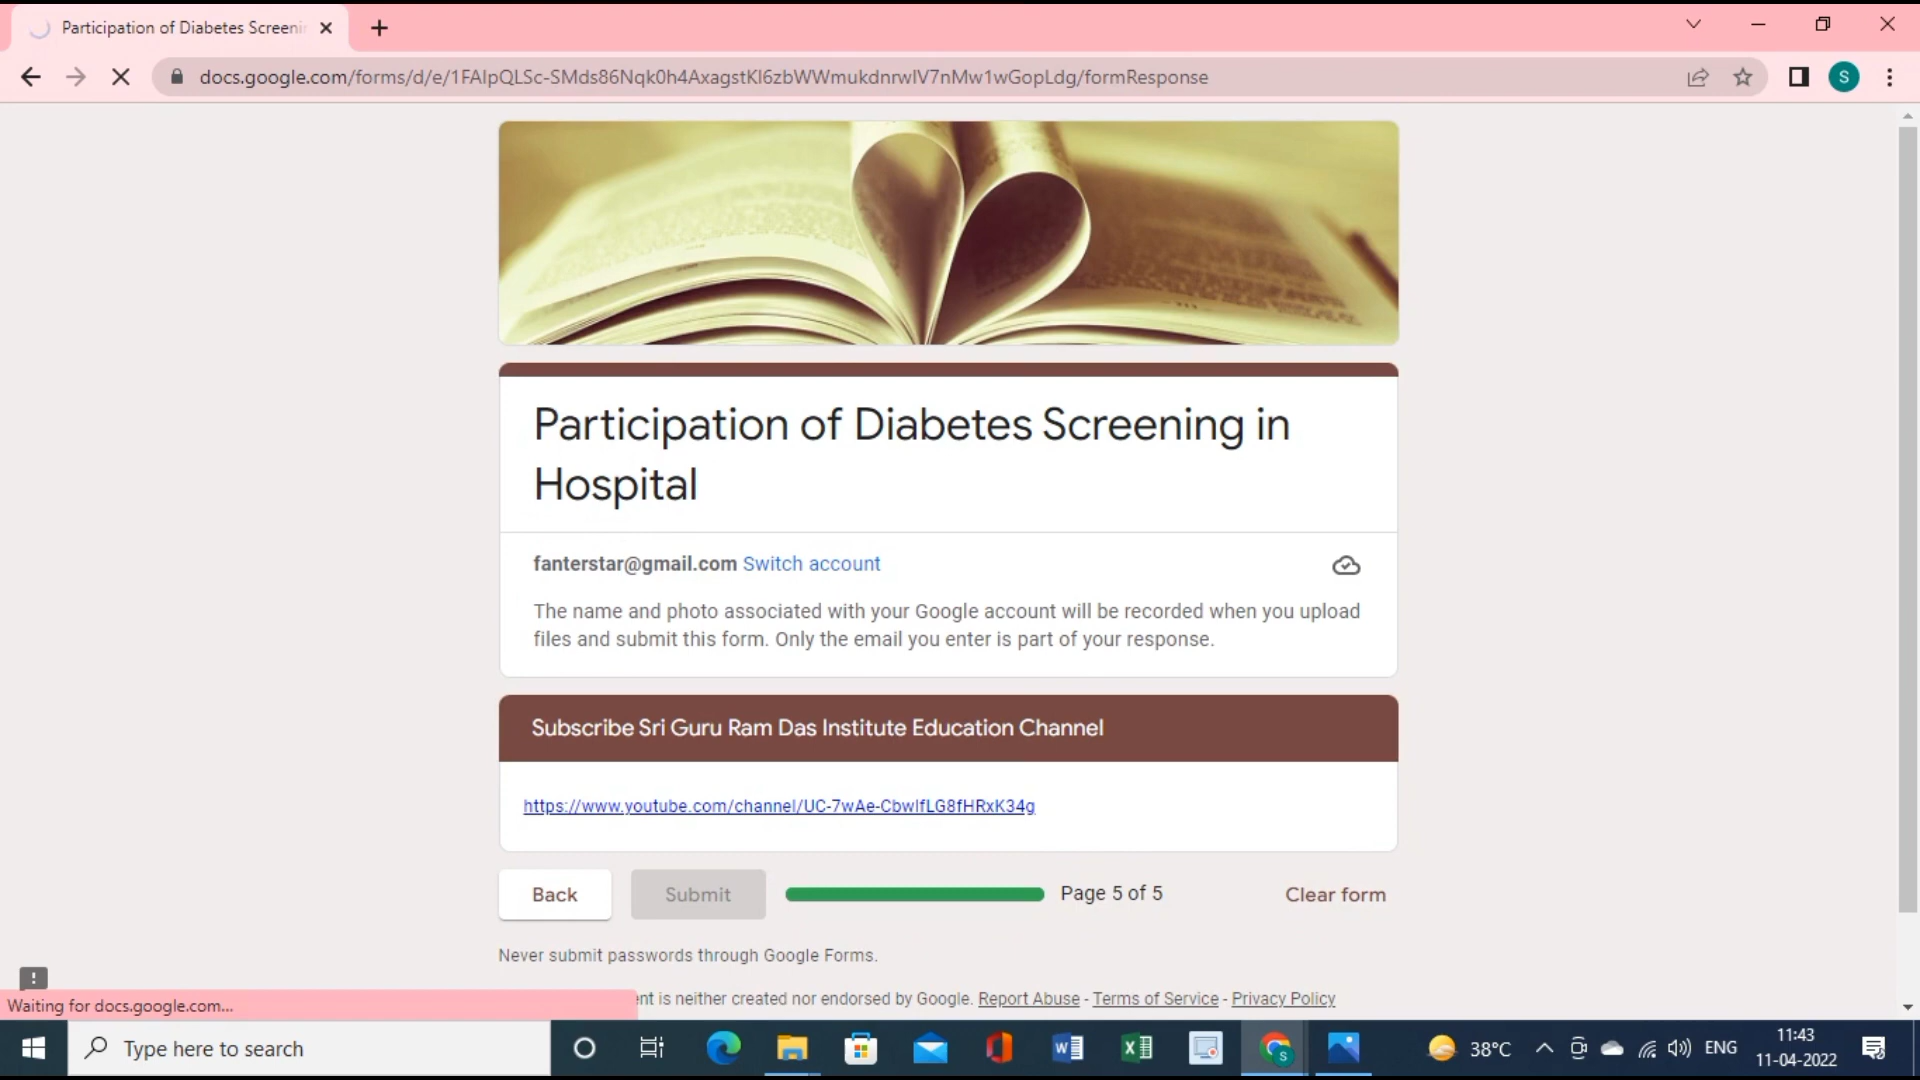 Participation of Diabetes Screenin
docs.google.com/forms/d/e/1FAIpQLSc-SMds86Nqk0h4AxagstKl6zbWWmukdnrwlV7nMw1wGopLdg/formResponse
S
Participation of Diabetes Screening in
Hospital
fanterstar@gmail.com Switch account
The name and photo associated with your Google account will be recorded when you upload
files and submit this form. Only the email you enter is part of your response.
Subscribe Sri Guru Ram Das Institute Education Channel
https://www.youtube.com/channel/UC-7wAe-CbwlfLG8fHRxK34g
Back
Submit
Page 5 of 5
Clear form
Never submit passwords through Google Forms.
nt is neither created nor endorsed by Google. Report Abuse - Terms of Service - Privacy Policy
Waiting for docs.google.com...
Type here to search
38°C
ENG
11:43
11-04-2022